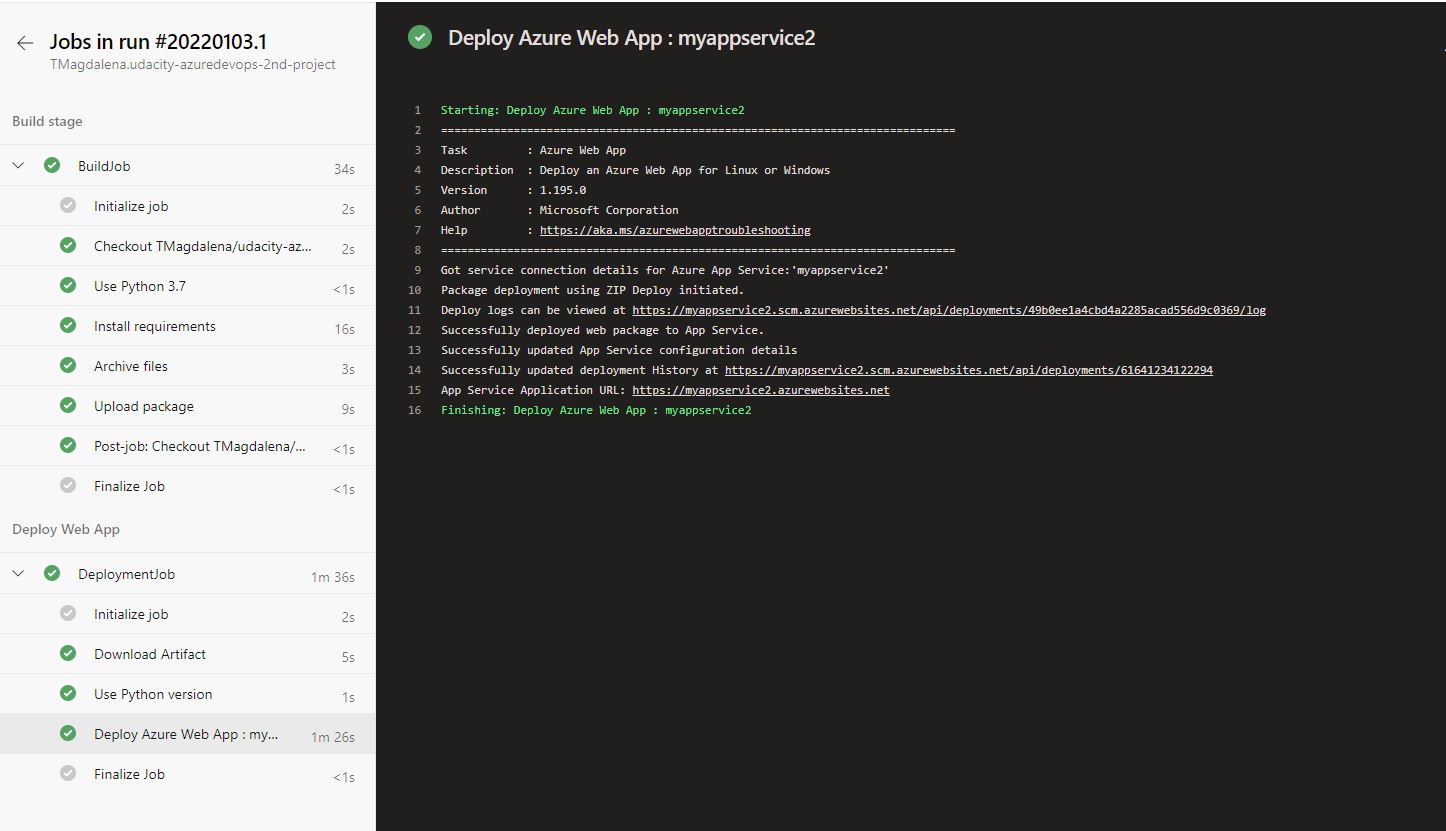 Jobs in run #20220103.1
TMagdalena.udacity-azuredevops-2nd-project
Build stage
BuildJob 34s
Initialize job 2s
Checkout TMagdalena/udacity-az... 2s
Use Python 3.7 <1s
Install requirements 16s
Archive files 3s
Upload package 9s
Post-job: Checkout TMagdalena/... <1s
Finalize Job <1s
Deploy Web App
DeploymentJob 1m 36s
Initialize job 2s
Download Artifact 5s
Use Python version 1s
Deploy Azure Web App : my... 1m 26s
Finalize Job <1s
Deploy Azure Web App : myappservice2
1 Starting: Deploy Azure Web App : myappservice2
2 ==============================================================================
3 Task         : Azure Web App
4 Description  : Deploy an Azure Web App for Linux or Windows
5 Version      : 1.195.0
6 Author       : Microsoft Corporation
7 Help         : https://aka.ms/azurewebapptroubleshooting
8 ==============================================================================
9 Got service connection details for Azure App Service:'myappservice2'
10 Package deployment using ZIP Deploy initiated.
11 Deploy logs can be viewed at https://myappservice2.scm.azurewebsites.net/api/deployments/49b0ee1a4cbd4a2285acad556d9c0369/log
12 Successfully deployed web package to App Service.
13 Successfully updated App Service configuration details
14 Successfully updated deployment History at https://myappservice2.scm.azurewebsites.net/api/deployments/61641234122294
15 App Service Application URL: https://myappservice2.azurewebsites.net
16 Finishing: Deploy Azure Web App : myappservice2